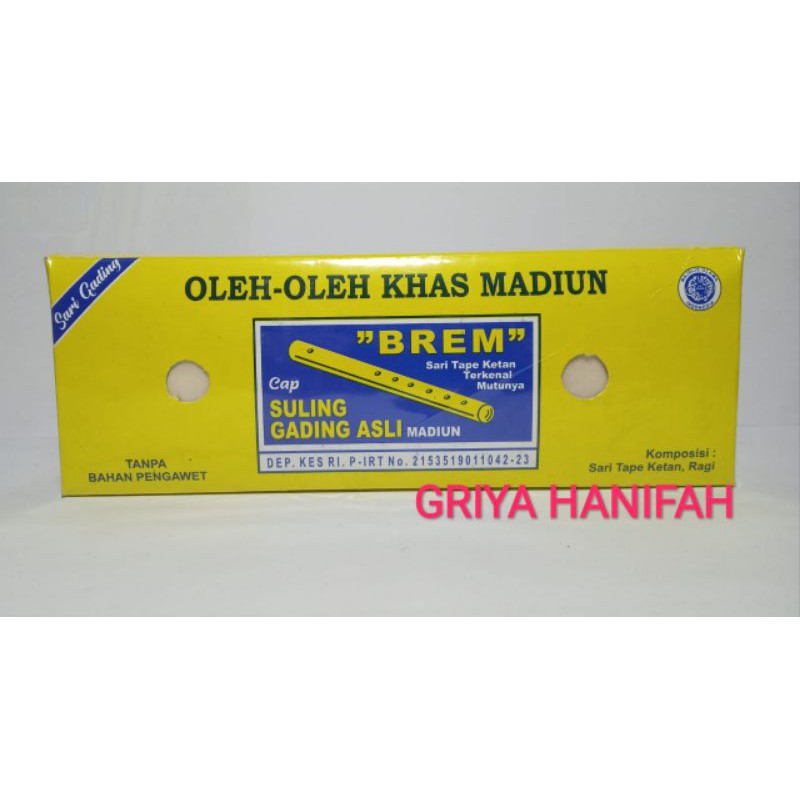 Sari Gading
OLEH-OLEH KHAS MADIUN
"BREM"
Sari Tape Ketan
Terkenal
Mutunya
Cap
SULING
GADING ASLI MADIUN
DEP. KES RI. P-IRT No. 2153519011042-23
TANPA
BAHAN PENGAWET
Komposisi :
Sari Tape Ketan, Ragi
GRIYA HANIFAH